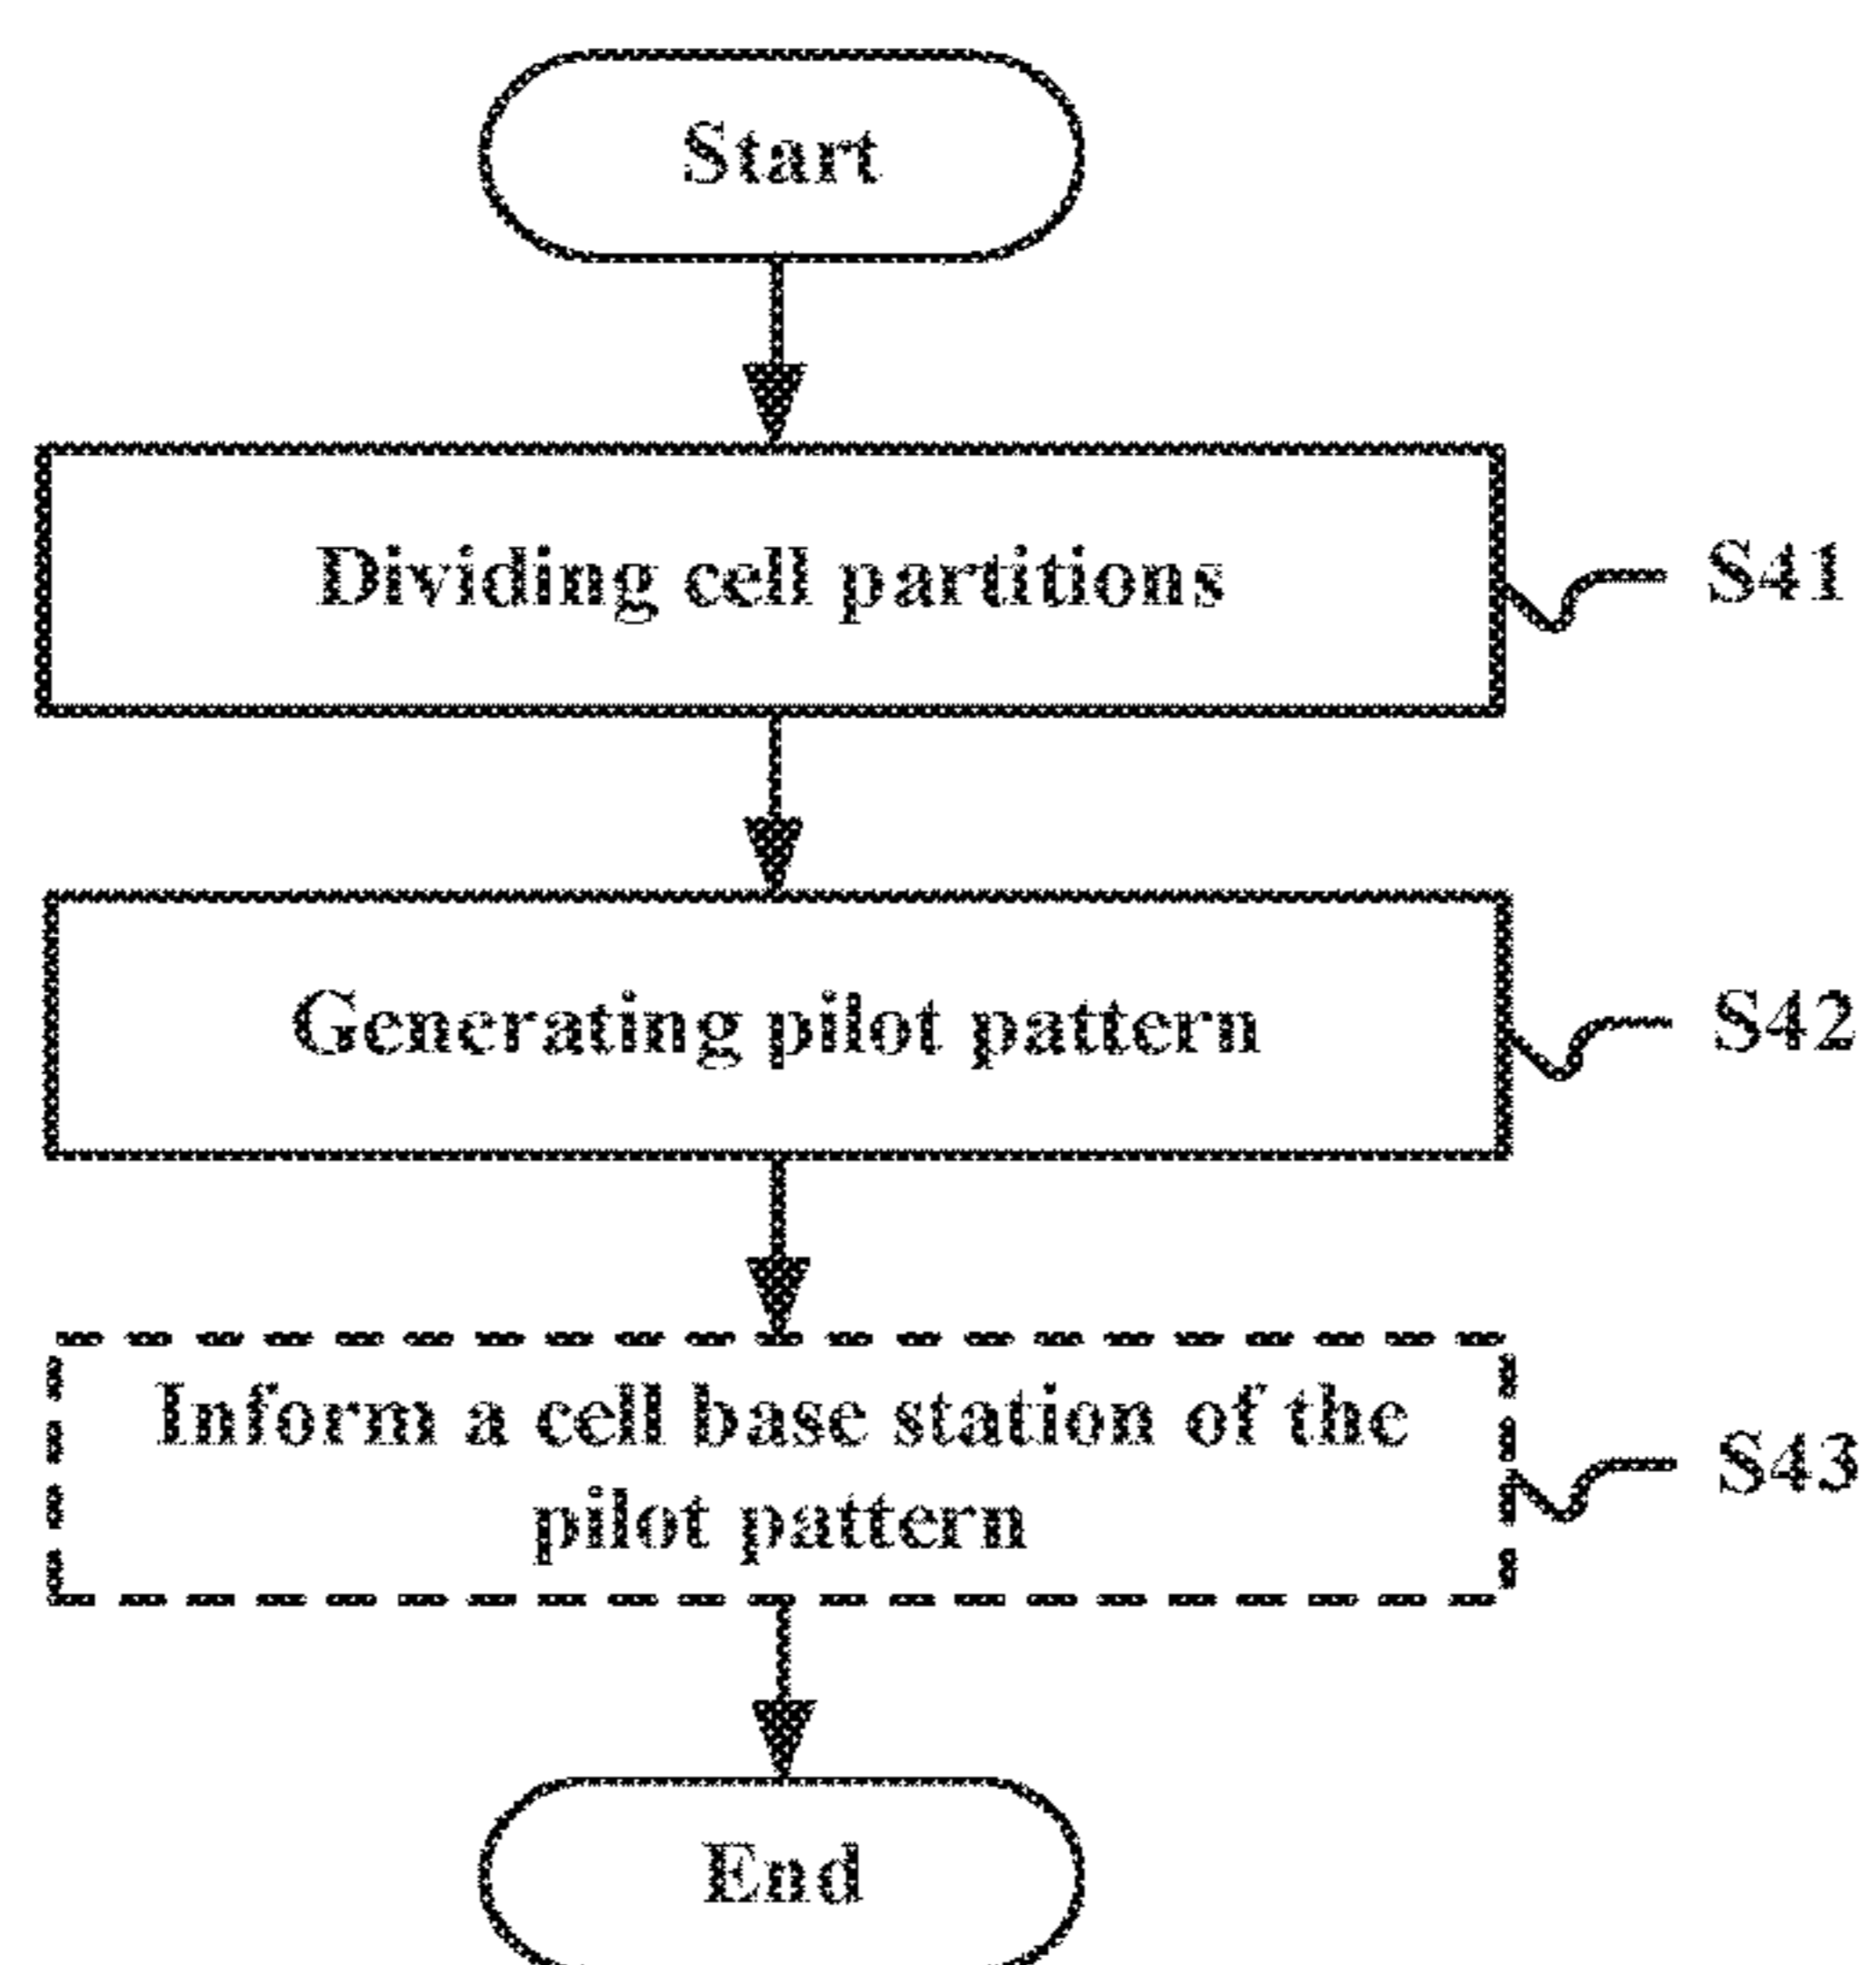 Start
Dividing cell partitions
S41
Generating pilot pattern
S42
Inform a cell base station of the
pilot pattern
S43
End